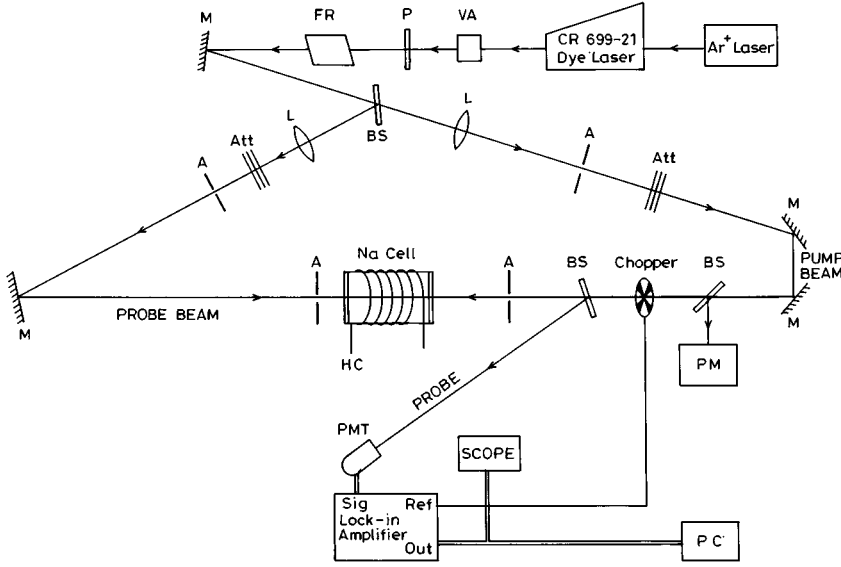 M
FR
P
VA
CR 699-21
Dye Laser
Ar+ Laser
L
BS
L
A
Att
A
Att
M
PUMP
BEAM
M
M
PROBE BEAM
A
Na Cell
HC
A
BS
Chopper
BS
PM
PROBE
PMT
SCOPE
Sig
Ref
Lock-in
Amplifier
Out
PC